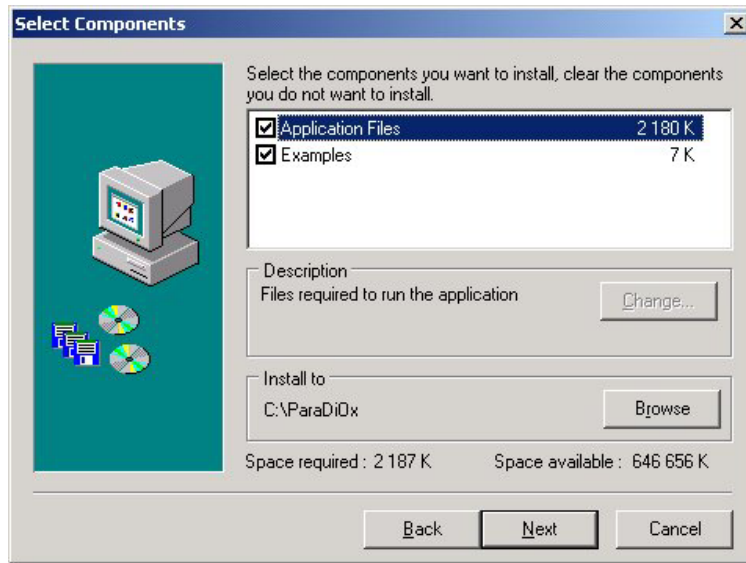 Select Components
Select the components you want to install, clear the components
you do not want to install.
Application Files 2 180 K
Examples 7 K
Description
Files required to run the application
Change...
Install to
C:\ParaDiOx
Browse
Space required : 2 187 K Space available : 646 656 K
Back Next Cancel